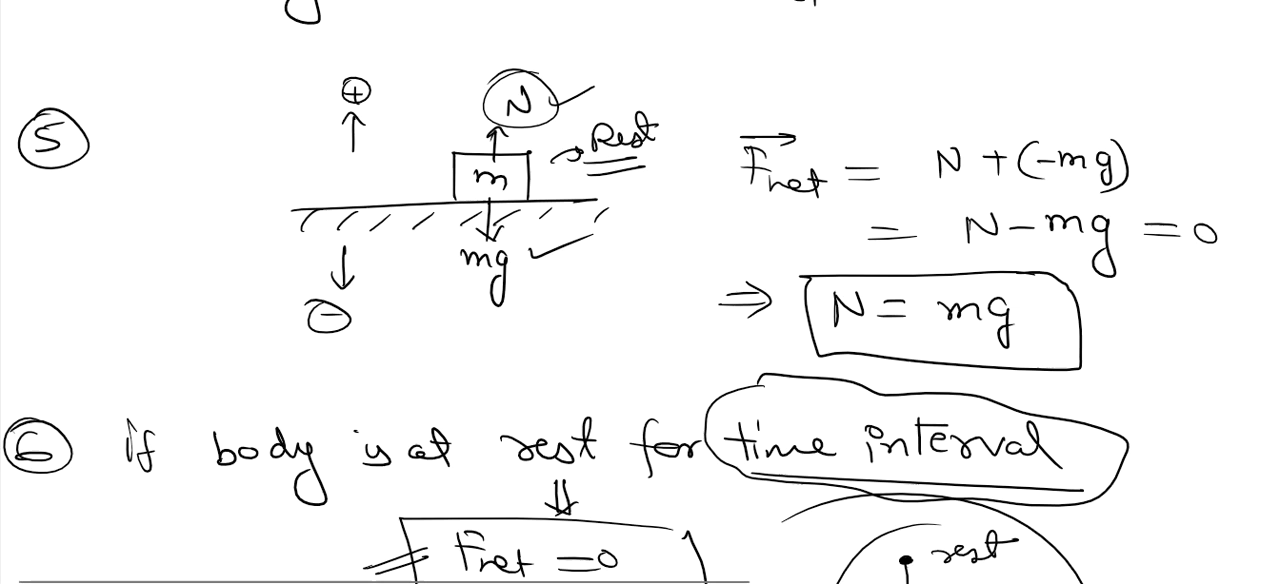 ⑤
⊕
N
Rest
m
mg
⊖
F⃗net = N + (-mg)
= N - mg = 0
⇒ N = mg
⑥ if body is at rest for time interval
⇓
Fnet = 0
rest